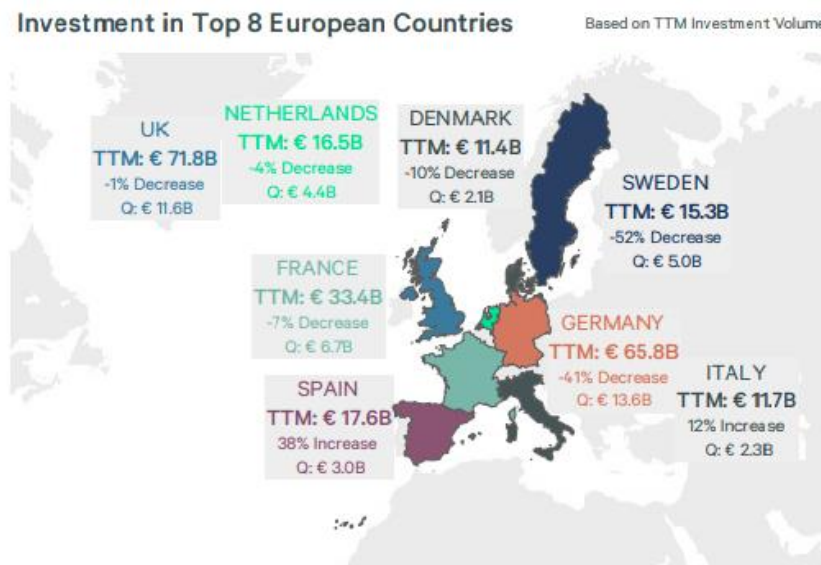 Investment in Top 8 European Countries
Based on TTM Investment Volume
UK
TTM: € 71.8B
-1% Decrease
Q: € 11.6B
NETHERLANDS
TTM: € 16.5B
-4% Decrease
Q: € 4.4B
DENMARK
TTM: € 11.4B
-10% Decrease
Q: € 2.1B
SWEDEN
TTM: € 15.3B
-52% Decrease
Q: € 5.0B
FRANCE
TTM: € 33.4B
-7% Decrease
Q: € 6.7B
GERMANY
TTM: € 65.8B
-41% Decrease
Q: € 13.6B
ITALY
TTM: € 11.7B
12% Increase
Q: € 2.3B
SPAIN
TTM: € 17.6B
38% Increase
Q: € 3.0B